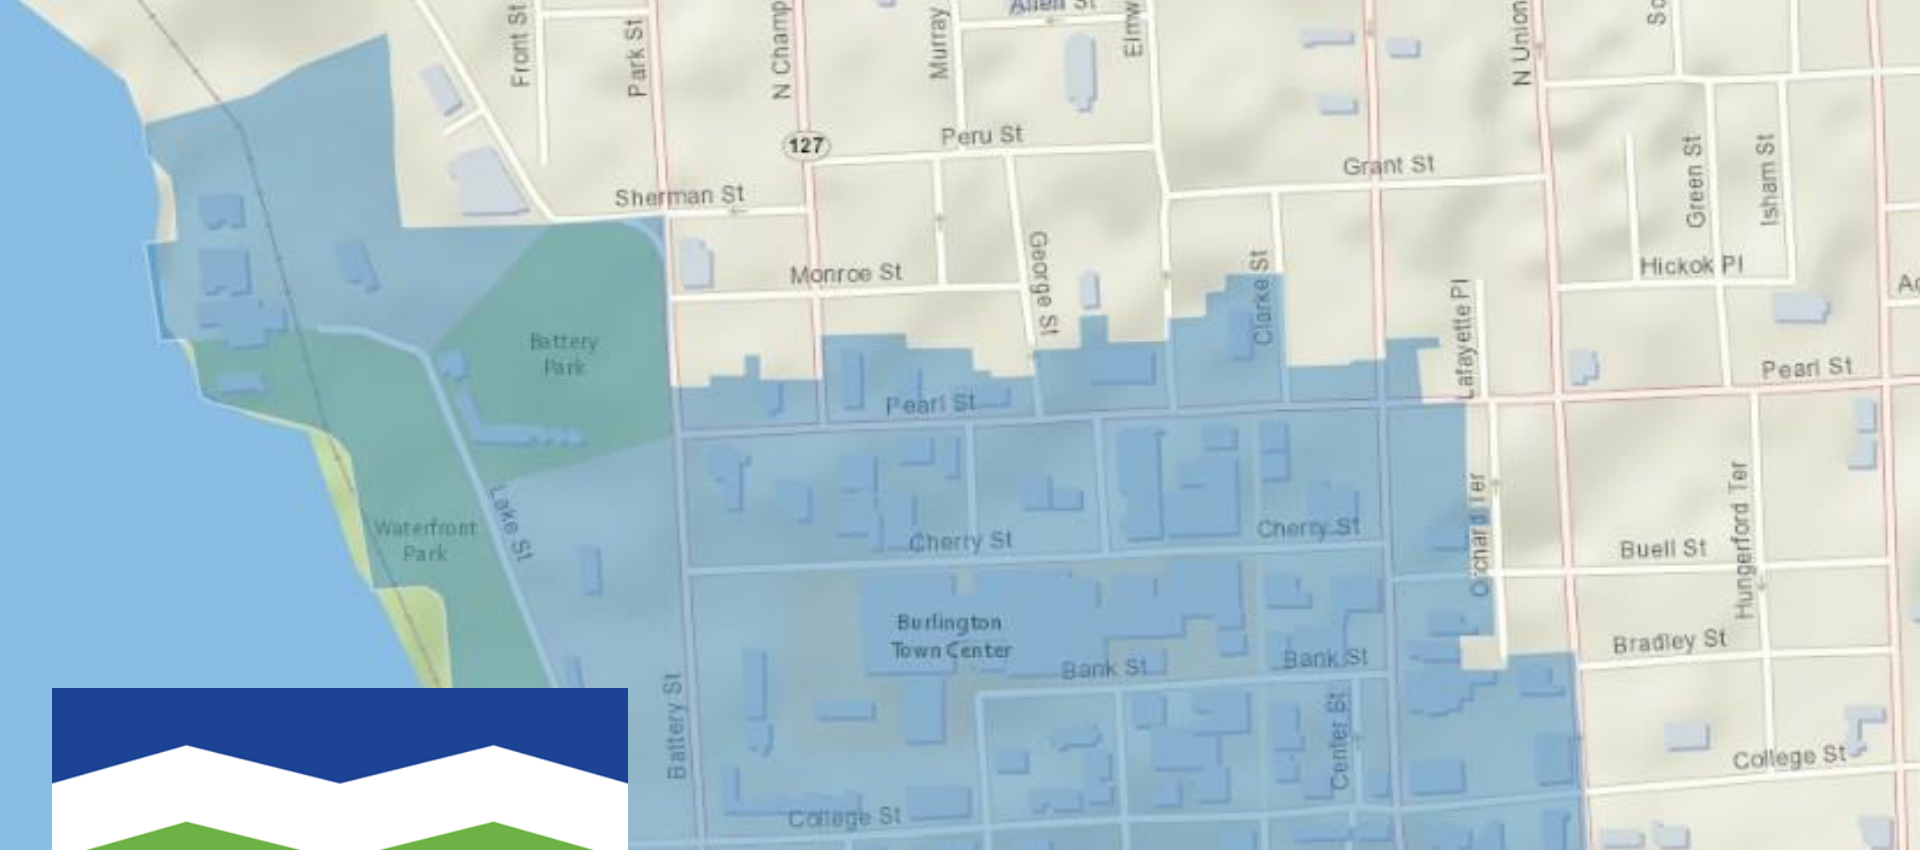 Allen St
Front St
Park St
N Champ
Murray
Elmw
N Union
So
127
Peru St
Grant St
Green St
Isham St
Sherman St
Monroe St
George St
Clarke St
Hickok Pl
Lafayette Pl
Battery
Park
Pearl St
Pearl St
Lake St
Waterfront
Park
Cherry St
Cherry St
Orchard Ter
Hungerford Ter
Buell St
Burlington
Town Center
Bank St
Bank St
Bradley St
Battery St
Center St
College St
College St